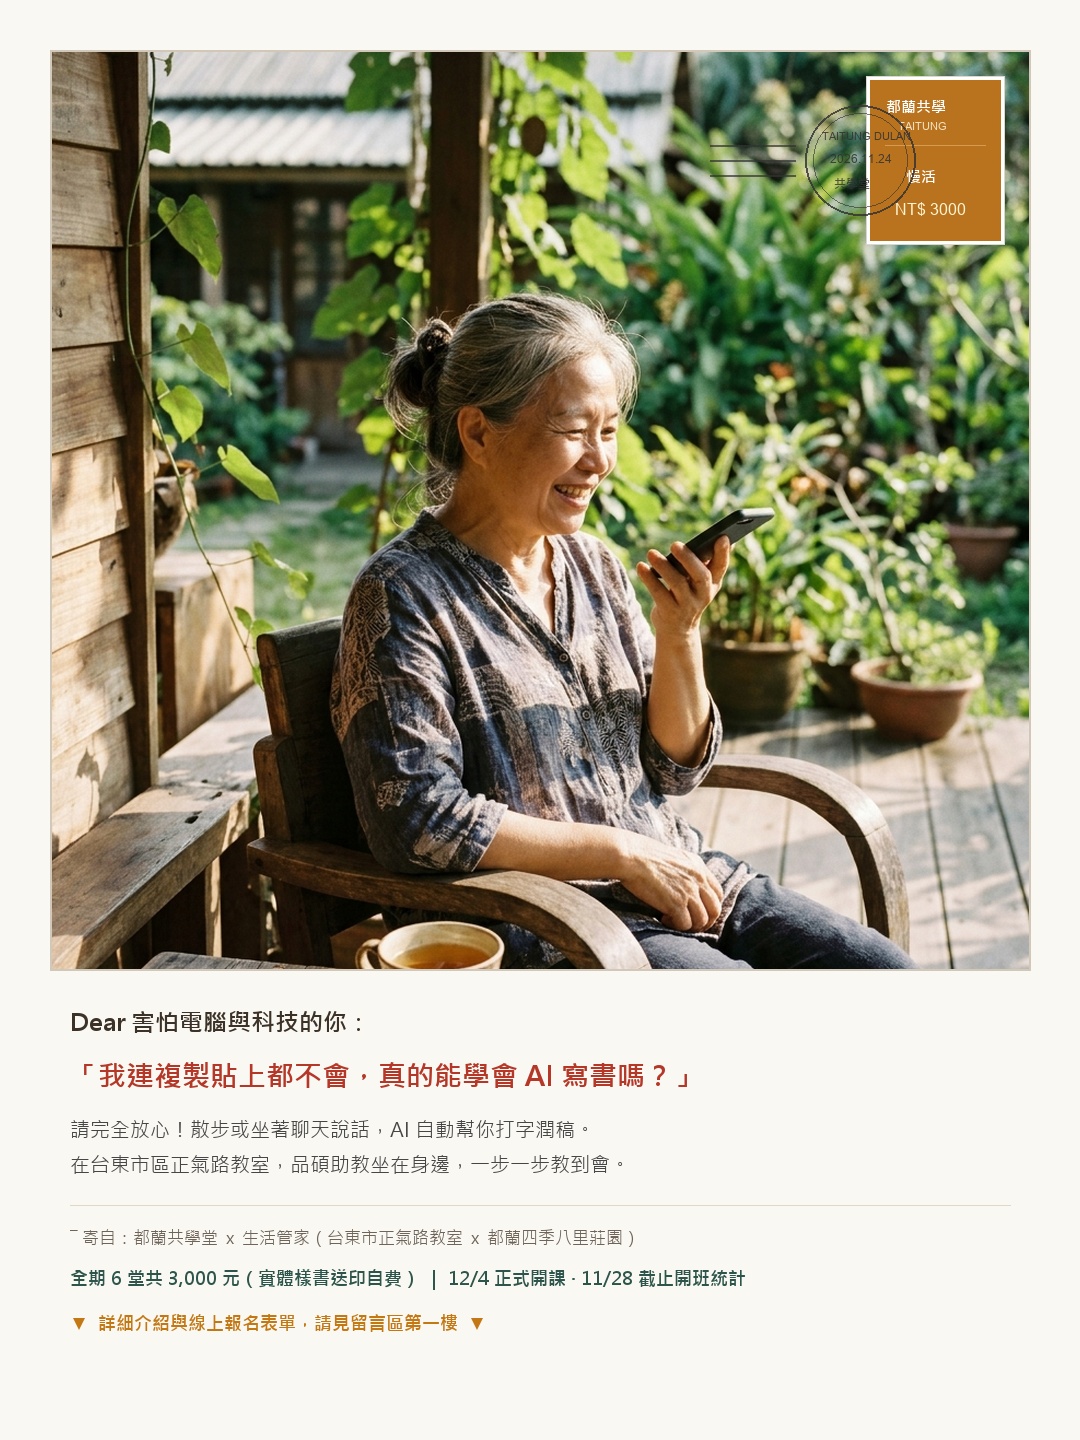 都蘭共學
TAITUNG
TAITUNG DULAN
慢活
NT$ 3000
Dear 害怕電腦與科技的你：
「我連複製貼上都不會，真的能學會 AI 寫書嗎？」
請完全放心！散步或坐著聊天說話，AI 自動幫你打字潤稿。
在台東市區正氣路教室，品碩助教坐在身邊，一步一步教到會。
寄自：都蘭共學堂 x 生活管家（台東市正氣路教室 x 都蘭四季八里莊園）
全期 6 堂共 3,000 元（實體樣書送印自費）｜ 12/4 正式開課 · 11/28 截止開班統計
▼ 詳細介紹與線上報名表單，請見留言區第一樓 ▼